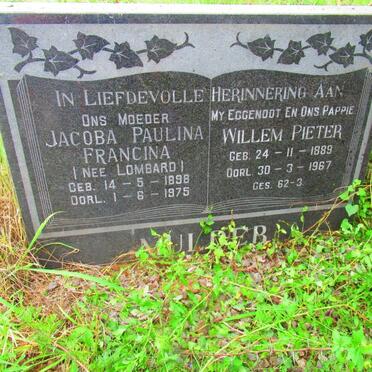 IN LIEFDEVOLLE HERINNERING AAN
ONS MOEDER
JACOBA PAULINA
FRANCINA
(NEE LOMBARD)
GEB. 14-5-1898
OORL. 1-6-1975
MY EGGENOOT EN ONS PAPPIE
WILLEM PIETER
GEB. 24-11-1889
OORL 30-3-1967
GES. 62-3